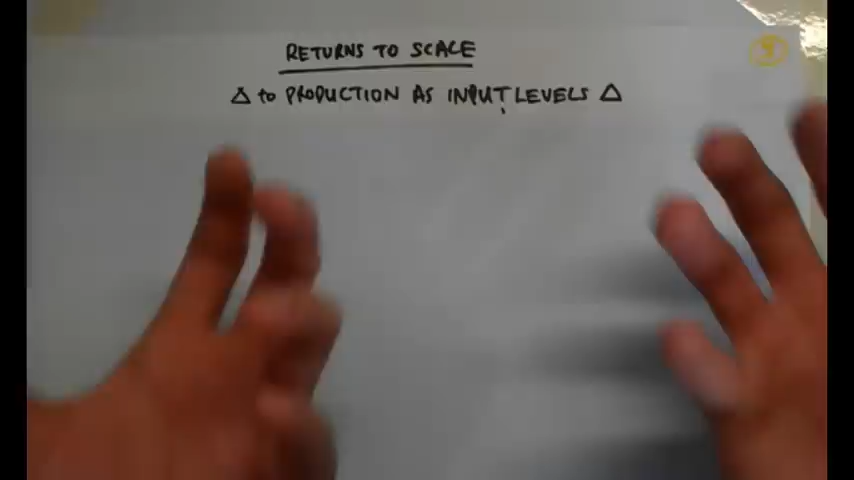 RETURNS TO SCALE
Δ to PRODUCTION AS INPUT LEVELS Δ